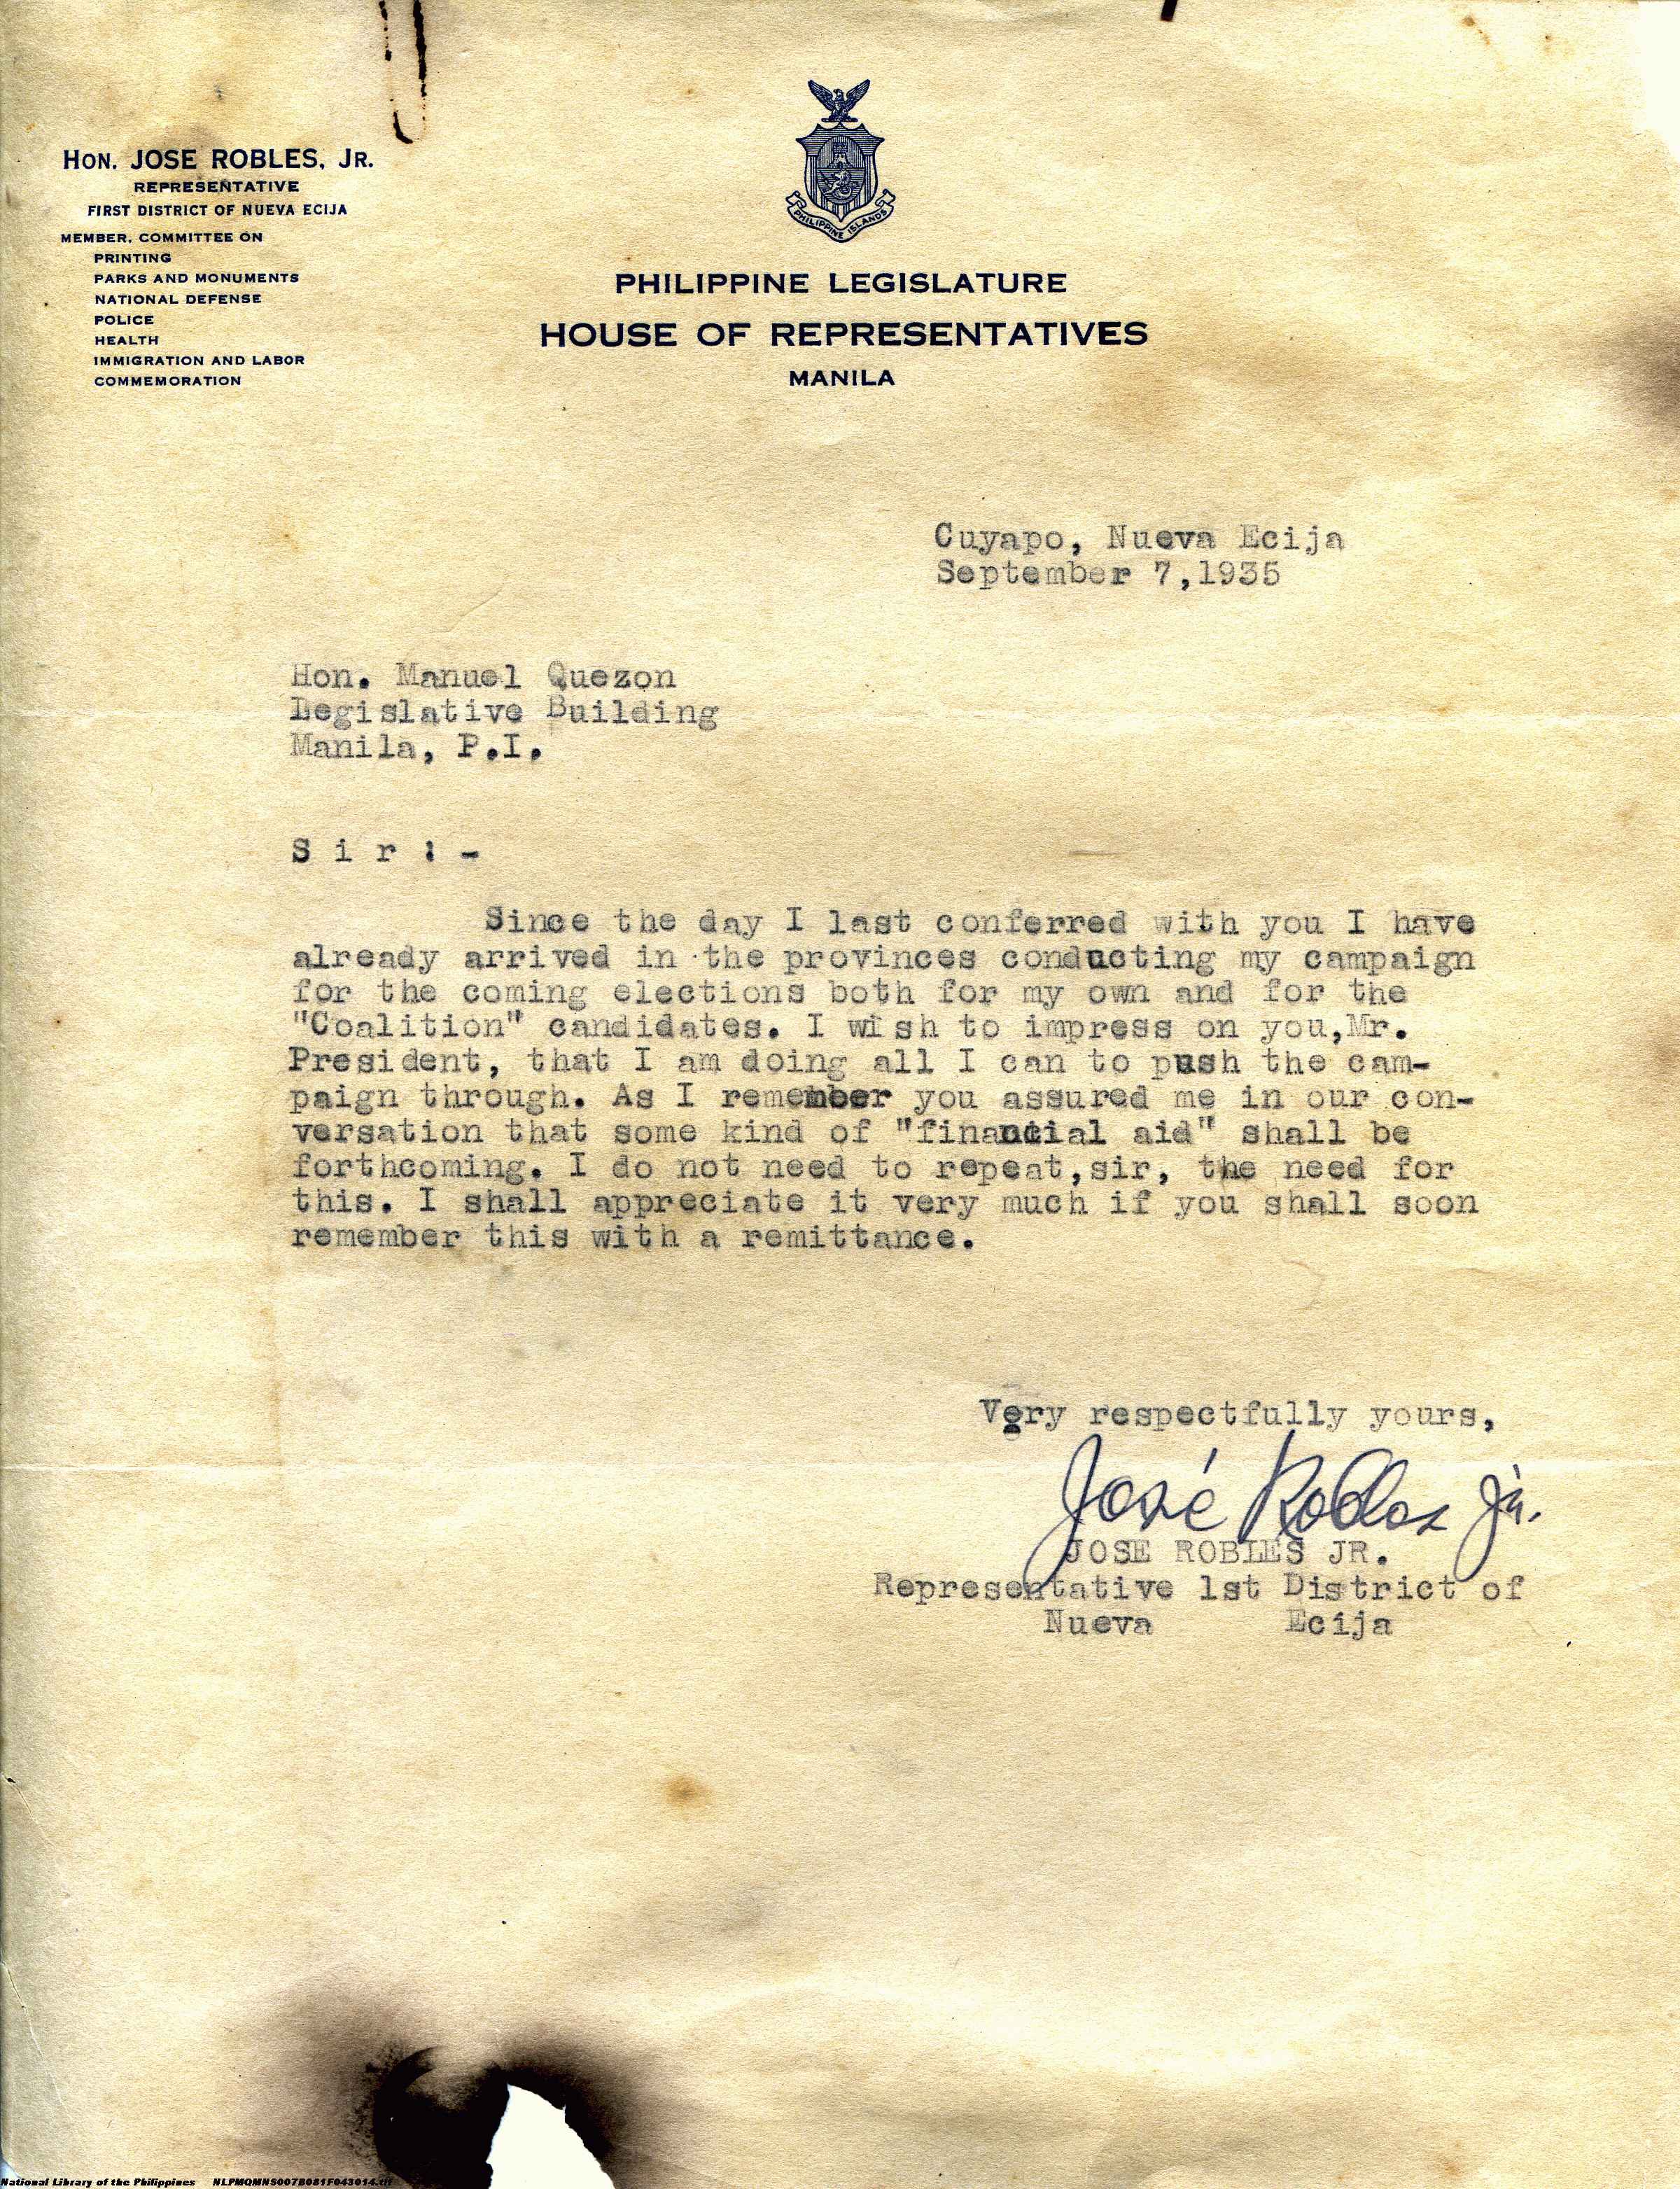 HON. JOSE ROBLES, JR.
REPRESENTATIVE
FIRST DISTRICT OF NUEVA ECIJA
MEMBER, COMMITTEE ON
PRINTING
PARKS AND MONUMENTS
NATIONAL DEFENSE
POLICE
HEALTH
IMMIGRATION AND LABOR
COMMEMORATION
PHILIPPINE ISLANDS
PHILIPPINE LEGISLATURE
HOUSE OF REPRESENTATIVES
MANILA
Cuyapo, Nueva Ecija
September 7,1935
Hon. Manuel Quezon
Legislative Building
Manila, P.I.
S i r : -
Since the day I last conferred with you I have
already arrived in the provinces conducting my campaign
for the coming elections both for my own and for the
"Coalition" candidates. I wish to impress on you,Mr.
President, that I am doing all I can to push the cam-
paign through. As I remember you assured me in our con-
versation that some kind of "financial aid" shall be
forthcoming. I do not need to repeat,sir, the need for
this. I shall appreciate it very much if you shall soon
remember this with a remittance.
Very respectfully yours,
José Robles Jr.
JOSE ROBLES JR.
Representative 1st District of
Nueva Ecija
National Library of the Philippines NLPMQMNS007B081F043014.tif